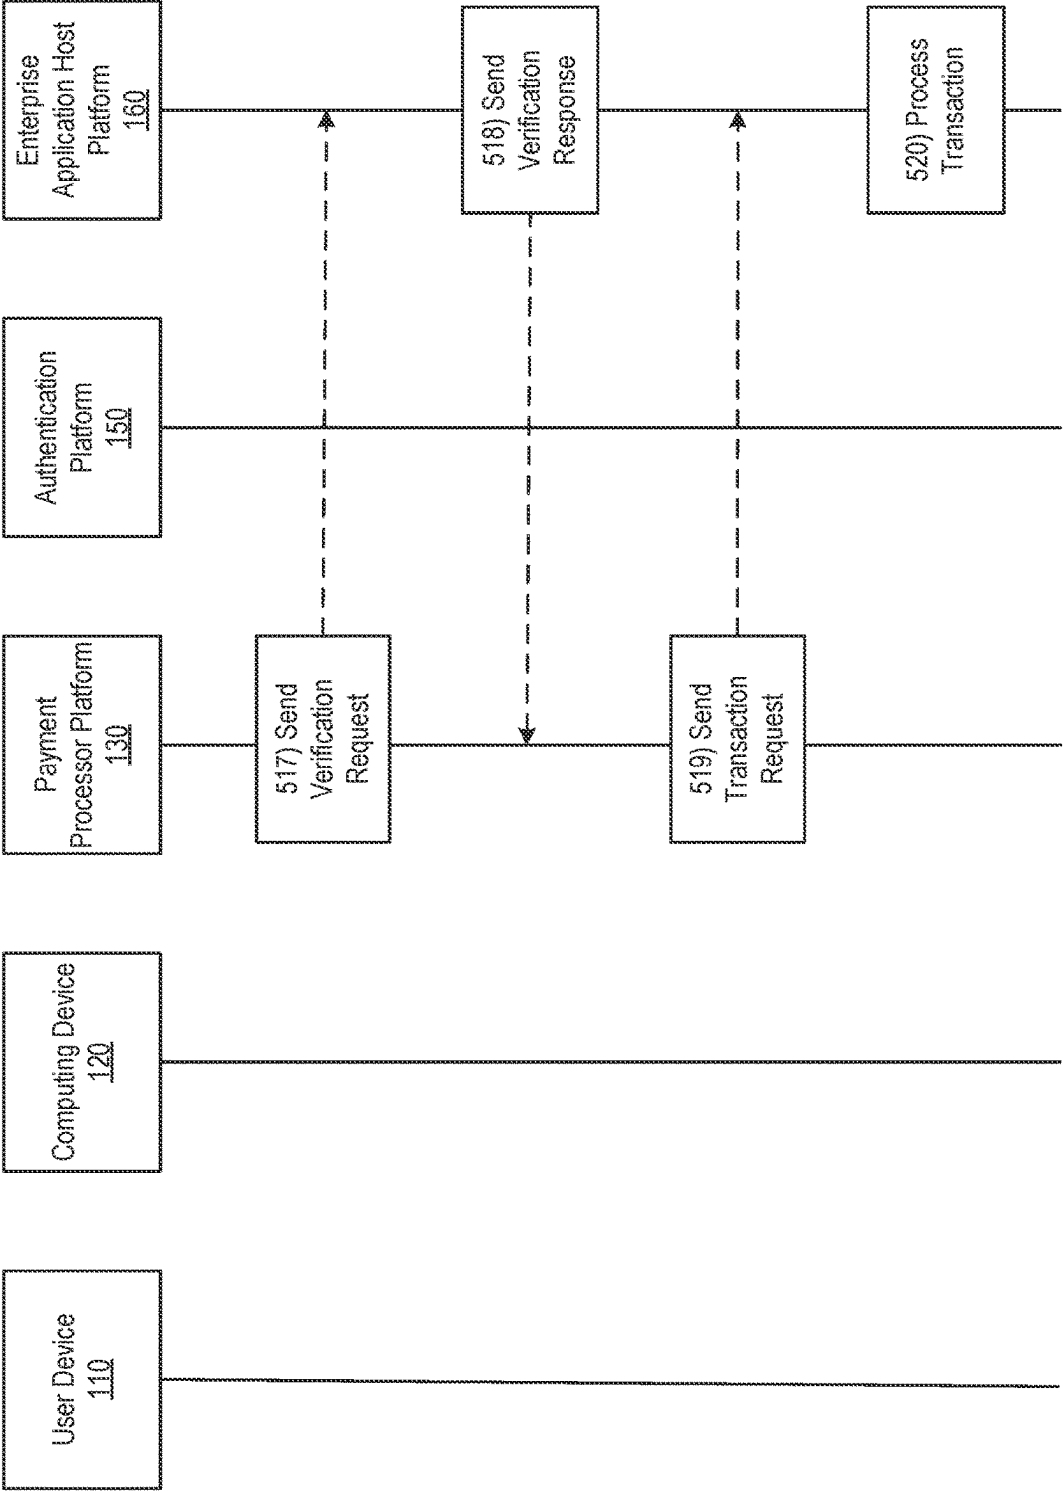 User Device
110
Computing Device
120
Payment
Processor Platform
130
Authentication
Platform
150
Enterprise
Application Host
Platform
160
517) Send
Verification
Request
518) Send
Verification
Response
519) Send
Transaction
Request
520) Process
Transaction